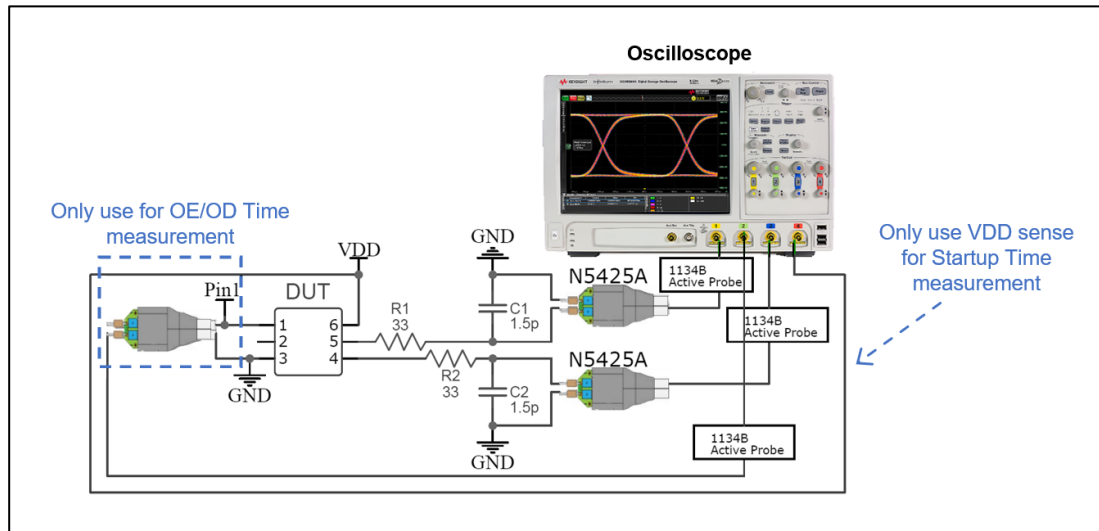 Oscilloscope
KEYSIGHT
Only use for OE/OD Time
measurement
VDD
GND
N5425A
1134B
Active Probe
Only use VDD sense
for Startup Time
measurement
Pin1
DUT
1
2
3
6
5
4
R1
33
C1
1.5p
1134B
Active Probe
GND
R2
33
N5425A
C2
1.5p
GND
1134B
Active Probe